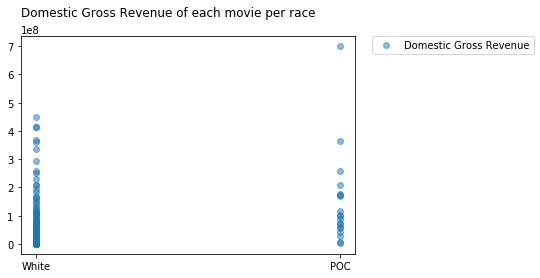 Domestic Gross Revenue of each movie per race
1e8
Domestic Gross Revenue
7
6
5
4
3
2
1
0
White
POC